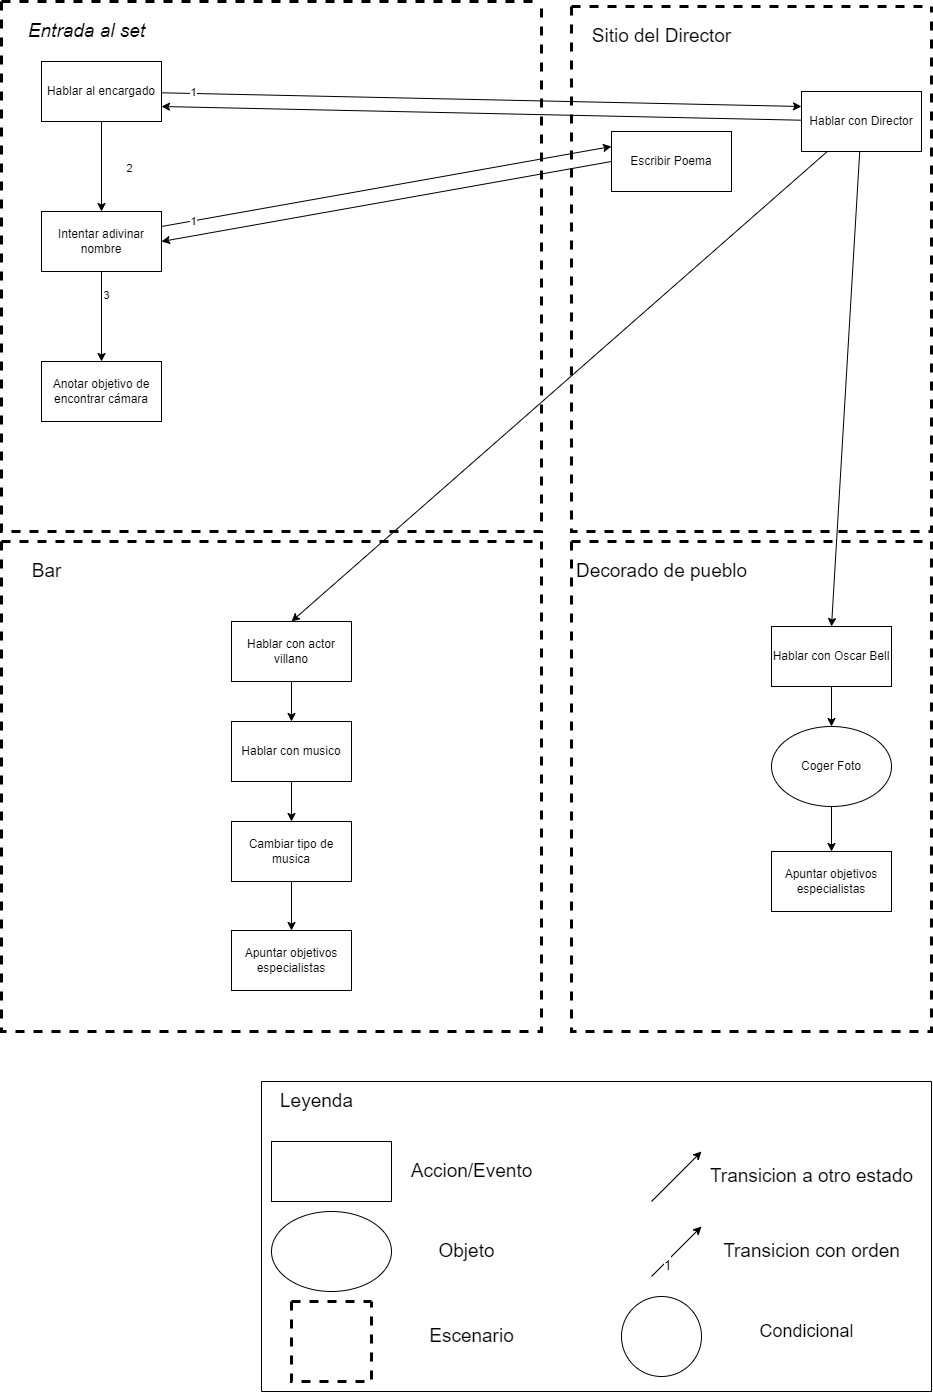 Entrada al set
Hablar al encargado
1
2
Intentar adivinar
nombre
1
3
Anotar objetivo de
encontrar cámara
Sitio del Director
Hablar con Director
Escribir Poema
Bar
Hablar con actor
villano
Hablar con musico
Cambiar tipo de
musica
Apuntar objetivos
especialistas
Decorado de pueblo
Hablar con Oscar Bell
Coger Foto
Apuntar objetivos
especialistas
Leyenda
Accion/Evento
Transicion a otro estado
Objeto
1
Transicion con orden
Escenario
Condicional